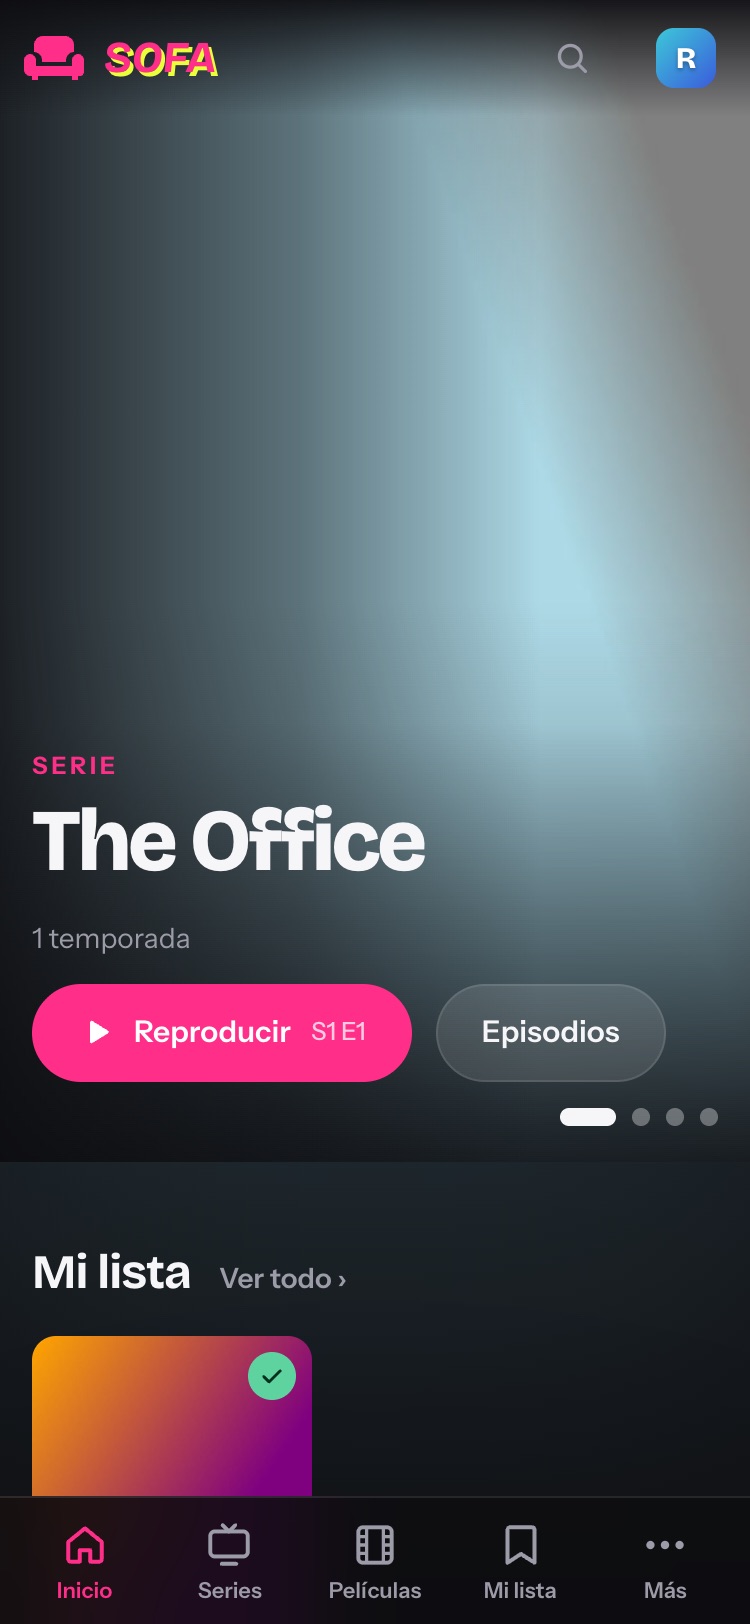 SOFA
R
SERIE
The Office
1 temporada
Reproducir S1 E1
Episodios
Mi lista Ver todo ›
Inicio Series Películas Mi lista Más